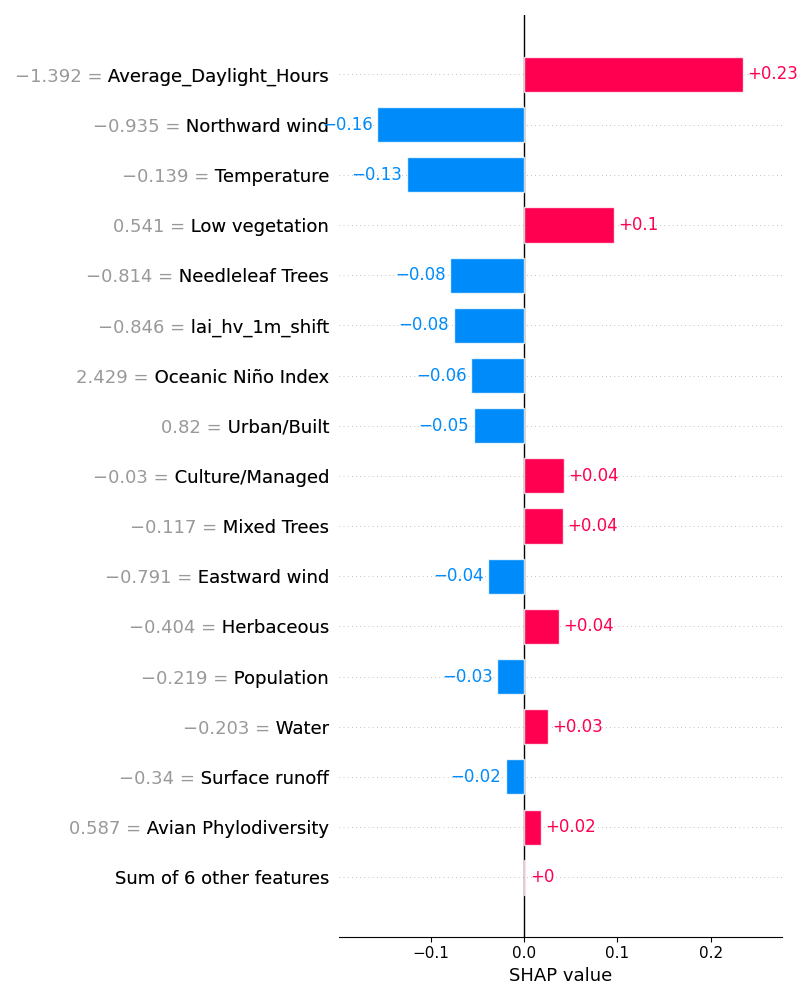 −1.392 = Average_Daylight_Hours +0.23
−0.935 = Northward wind −0.16
−0.139 = Temperature −0.13
0.541 = Low vegetation +0.1
−0.814 = Needleleaf Trees −0.08
−0.846 = lai_hv_1m_shift −0.08
2.429 = Oceanic Niño Index −0.06
0.82 = Urban/Built −0.05
−0.03 = Culture/Managed +0.04
−0.117 = Mixed Trees +0.04
−0.791 = Eastward wind −0.04
−0.404 = Herbaceous +0.04
−0.219 = Population −0.03
−0.203 = Water +0.03
−0.34 = Surface runoff −0.02
0.587 = Avian Phylodiversity +0.02
Sum of 6 other features +0
−0.1 0.0 0.1 0.2
SHAP value